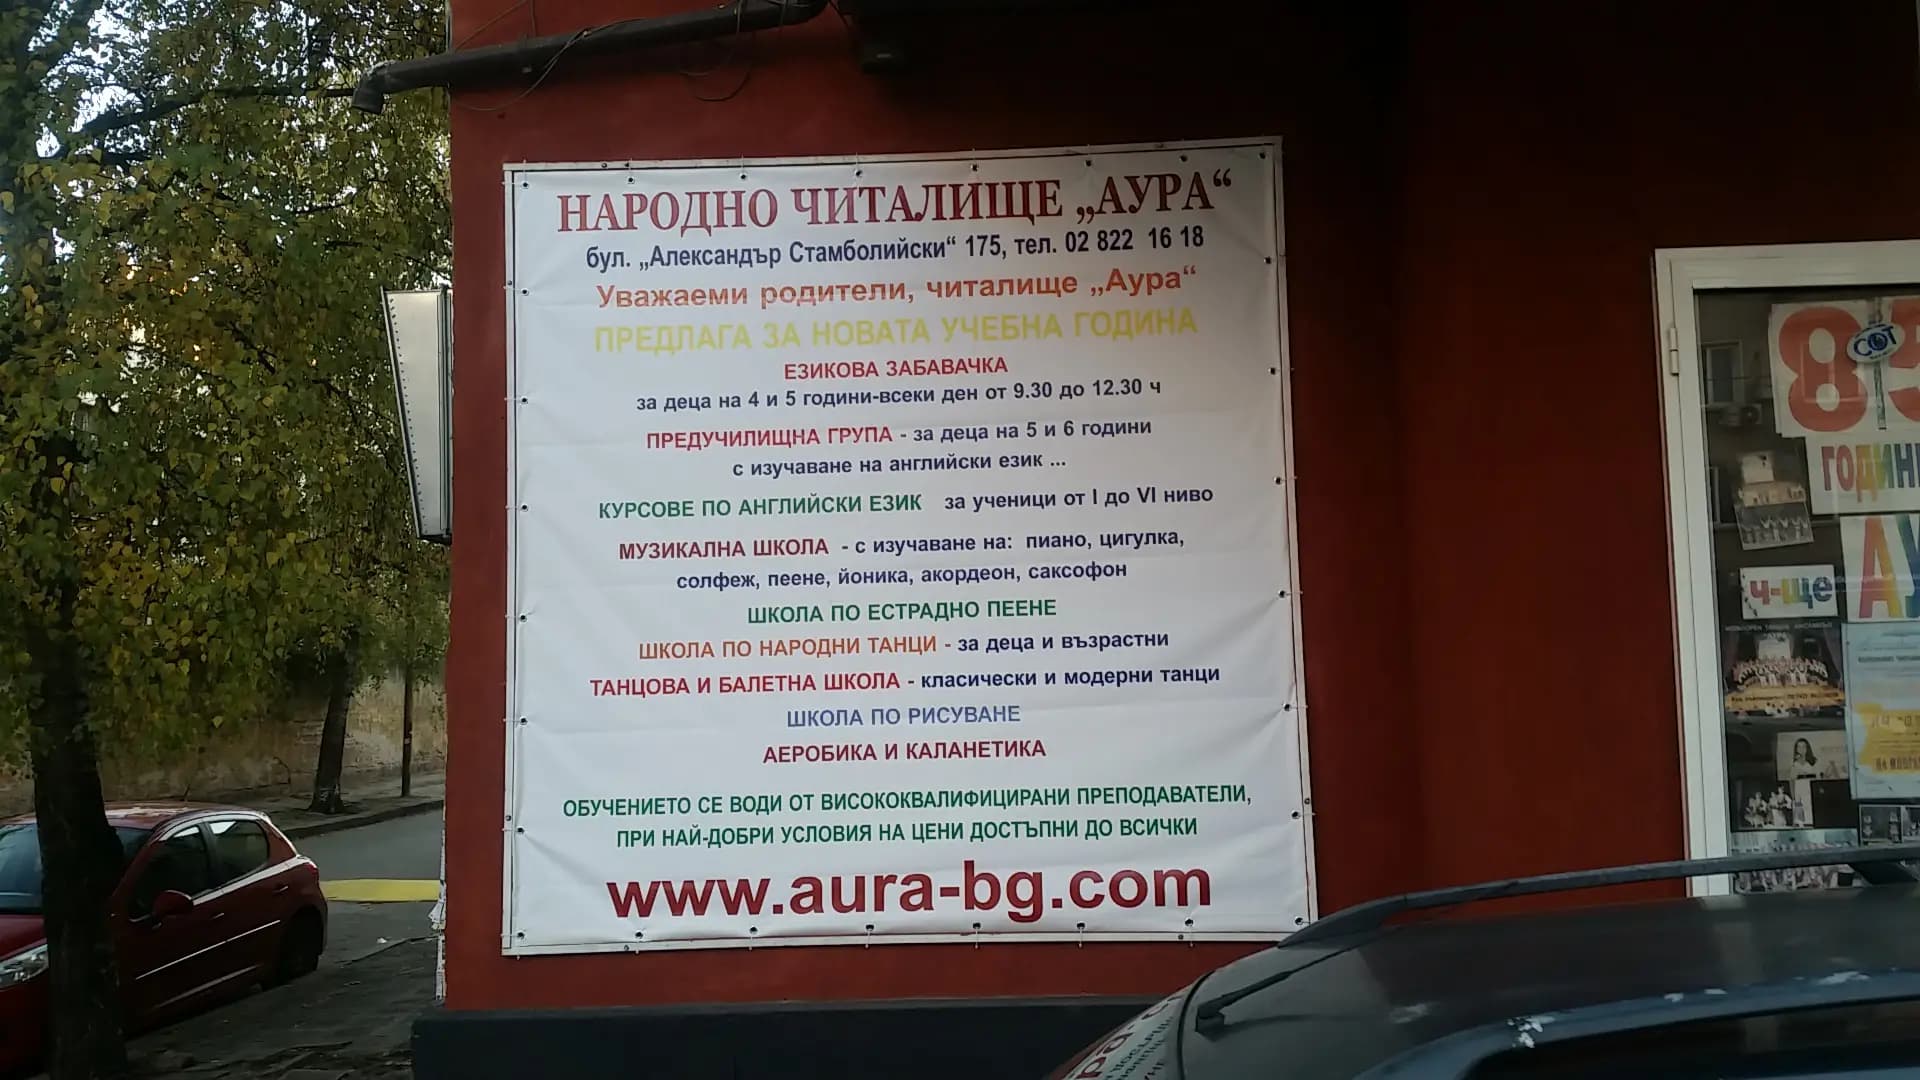 НАРОДНО ЧИТАЛИЩЕ „АУРА“
бул. „Александър Стамболийски“ 175, тел. 02 822 16 18
Уважаеми родители, читалище „Аура“
ПРЕДЛАГА ЗА НОВАТА УЧЕБНА ГОДИНА
ЕЗИКОВА ЗАБАВАЧКА
за деца на 4 и 5 години-всеки ден от 9.30 до 12.30 ч
ПРЕДУЧИЛИЩНА ГРУПА - за деца на 5 и 6 години
с изучаване на английски език ...
КУРСОВЕ ПО АНГЛИЙСКИ ЕЗИК за ученици от I до VI ниво
МУЗИКАЛНА ШКОЛА - с изучаване на: пиано, цигулка,
солфеж, пеене, йоника, акордеон, саксофон
ШКОЛА ПО ЕСТРАДНО ПЕЕНЕ
ШКОЛА ПО НАРОДНИ ТАНЦИ - за деца и възрастни
ТАНЦОВА И БАЛЕТНА ШКОЛА - класически и модерни танци
ШКОЛА ПО РИСУВАНЕ
АЕРОБИКА И КАЛАНЕТИКА
ОБУЧЕНИЕТО СЕ ВОДИ ОТ ВИСОКОКВАЛИФИЦИРАНИ ПРЕПОДАВАТЕЛИ,
ПРИ НАЙ-ДОБРИ УСЛОВИЯ НА ЦЕНИ ДОСТЪПНИ ДО ВСИЧКИ
www.aura-bg.com
85
СОТ
ч-ще